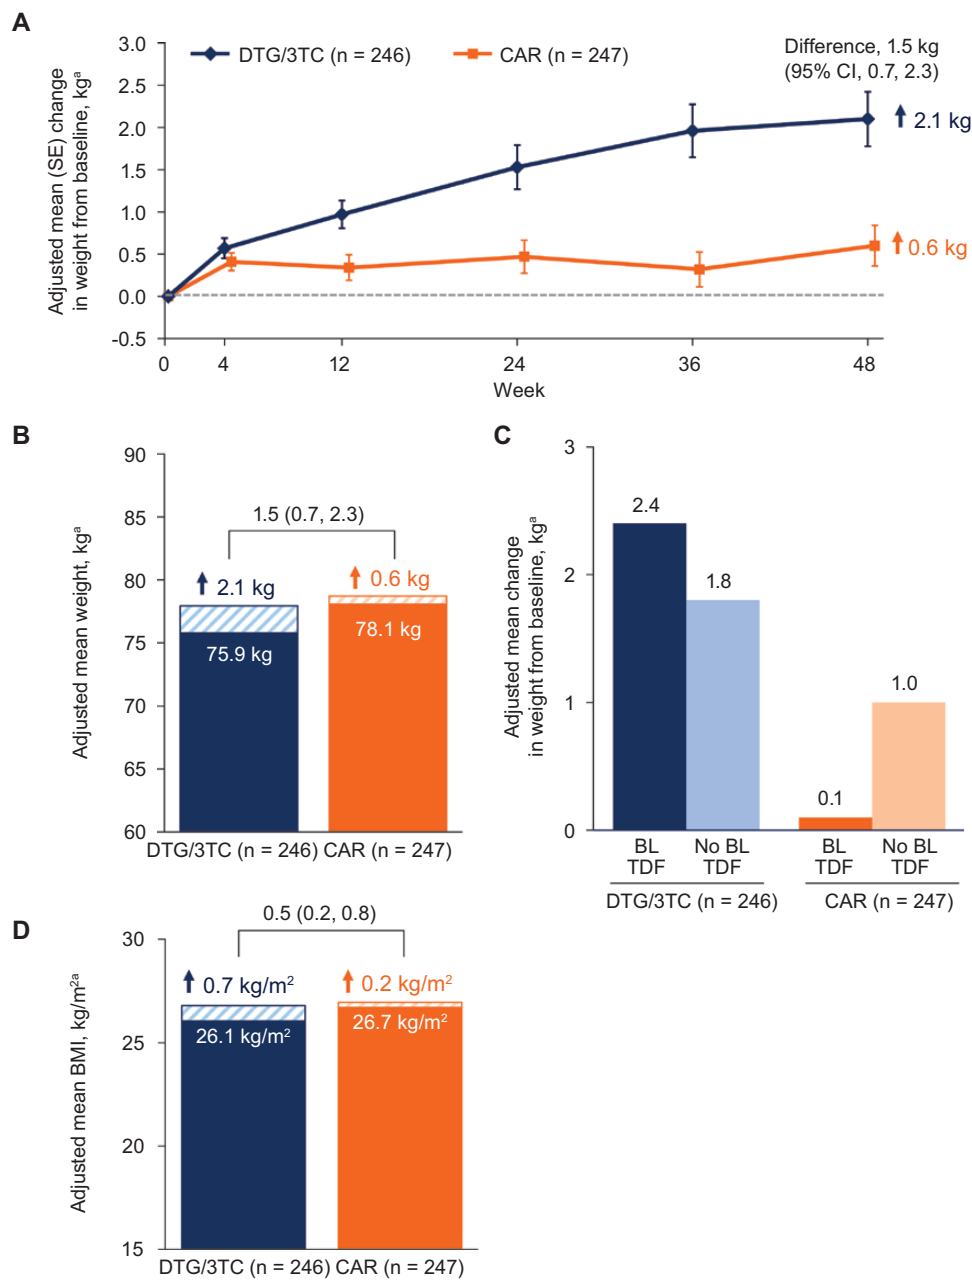 A
DTG/3TC (n = 246)
CAR (n = 247)
Difference, 1.5 kg
(95% CI, 0.7, 2.3)
Adjusted mean (SE) change
in weight from baseline, kgᵃ
3.0
2.5
2.0
1.5
1.0
0.5
0.0
-0.5
2.1 kg
0.6 kg
0 4 12 24 36 48
Week
B
Adjusted mean weight, kgᵃ
90
85
80
75
70
65
60
1.5 (0.7, 2.3)
2.1 kg
0.6 kg
75.9 kg
78.1 kg
DTG/3TC (n = 246) CAR (n = 247)
C
Adjusted mean change
in weight from baseline, kgᵃ
3
2
1
0
2.4
1.8
0.1
1.0
BL
TDF
No BL
TDF
BL
TDF
No BL
TDF
DTG/3TC (n = 246)
CAR (n = 247)
D
Adjusted mean BMI, kg/m²ᵃ
30
25
20
15
0.5 (0.2, 0.8)
0.7 kg/m²
0.2 kg/m²
26.1 kg/m²
26.7 kg/m²
DTG/3TC (n = 246) CAR (n = 247)